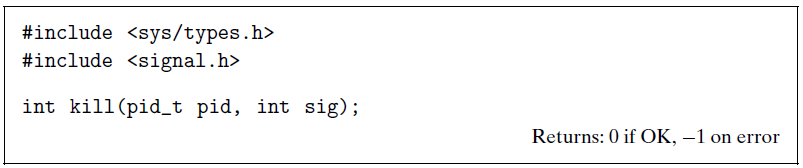 #include <sys/types.h>
#include <signal.h>
int kill(pid_t pid, int sig);
Returns: 0 if OK, −1 on error